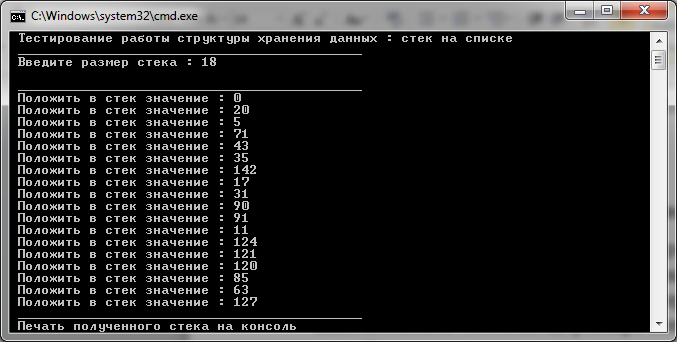 C:\Windows\system32\cmd.exe
Тестирование работы структуры хранения данных : стек на списке
Введите размер стека : 18
Положить в стек значение : 0
Положить в стек значение : 20
Положить в стек значение : 5
Положить в стек значение : 71
Положить в стек значение : 43
Положить в стек значение : 35
Положить в стек значение : 142
Положить в стек значение : 17
Положить в стек значение : 31
Положить в стек значение : 90
Положить в стек значение : 91
Положить в стек значение : 11
Положить в стек значение : 124
Положить в стек значение : 121
Положить в стек значение : 120
Положить в стек значение : 85
Положить в стек значение : 63
Положить в стек значение : 127
Печать полученного стека на консоль